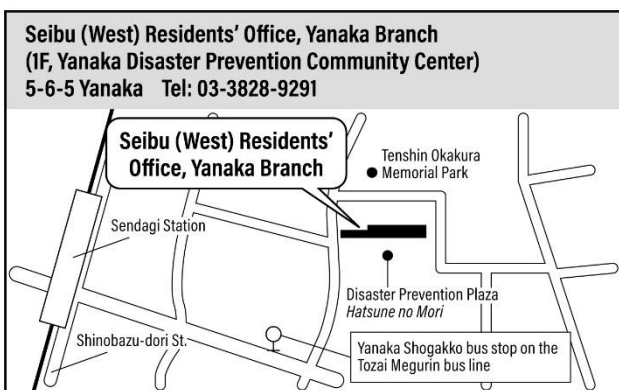 Seibu (West) Residents' Office, Yanaka Branch
(1F, Yanaka Disaster Prevention Community Center)
5-6-5 Yanaka Tel: 03-3828-9291
Seibu (West) Residents'
Office, Yanaka Branch
Tenshin Okakura
Memorial Park
Sendagi Station
Disaster Prevention Plaza
Hatsune no Mori
Shinobazu-dori St.
Yanaka Shogakko bus stop on the
Tozai Megurin bus line